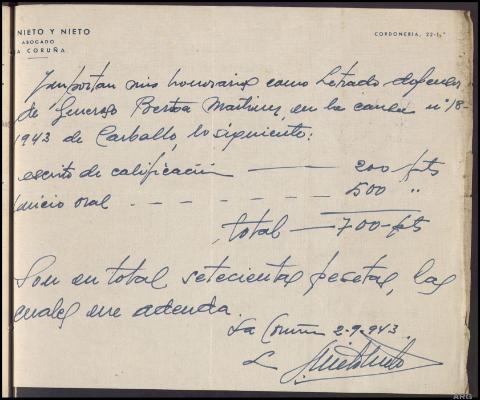 NIETO Y NIETO
ABOGADO
A CORUÑA
CORDONERIA, 22-1.°
Importan mis honorarios como Letrado defensor
de Generoso Bertoa Martinez, en la causa nº 18-
1943 de Carballo, lo siguiente:
escrito de calificación — 200 pts
juicio oral - - - - - - 500 "
total — 700- pts
Son en total setecientas pesetas, las
cuales me adeuda.
La Coruña 2-9-943